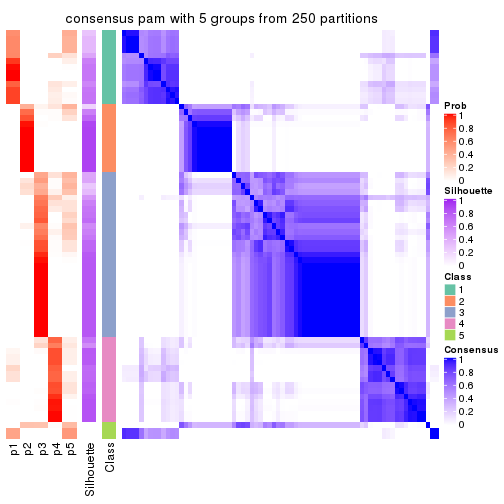 consensus pam with 5 groups from 250 partitions
Prob
1
0.8
0.6
0.4
0.2
0
Silhouette
1
0.8
0.6
0.4
0.2
0
Class
1
2
3
4
5
Consensus
1
0.8
0.6
0.4
0.2
0
p1
p2
p3
p4
p5
Silhouette
Class